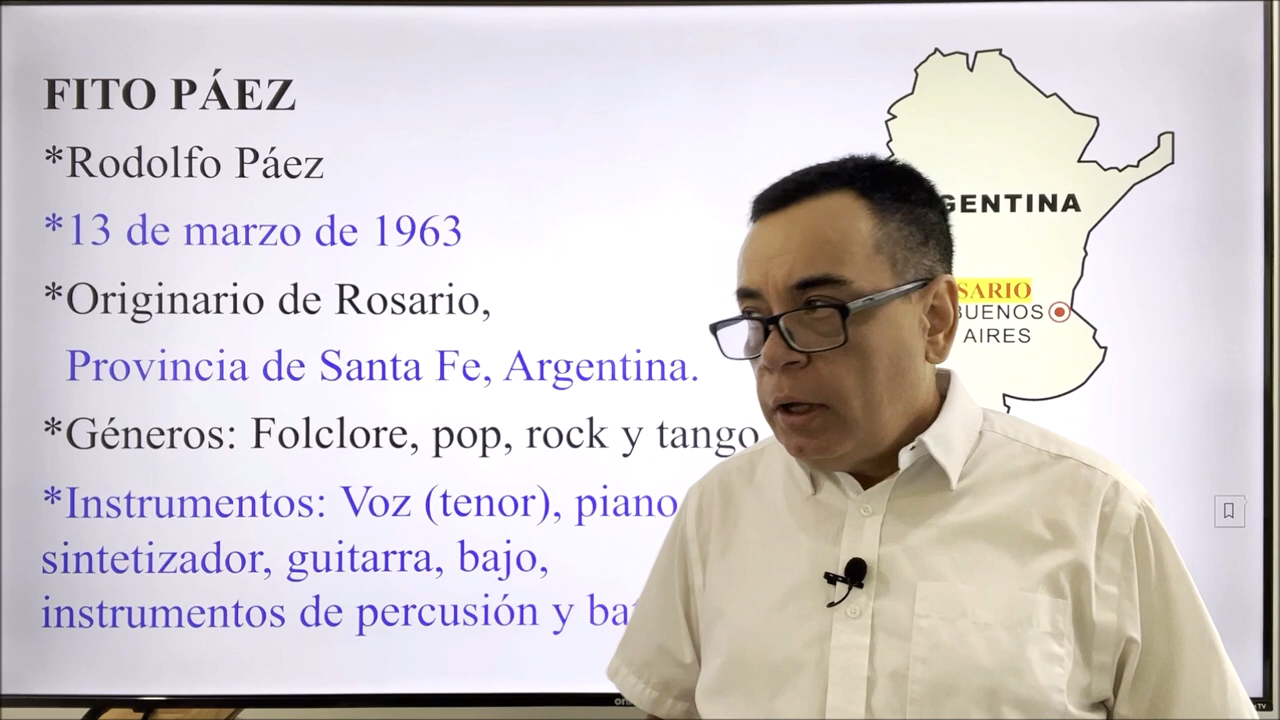 FITO PÁEZ
*Rodolfo Páez
*13 de marzo de 1963
*Originario de Rosario,
Provincia de Santa Fe, Argentina.
*Géneros: Folclore, pop, rock y tango
*Instrumentos: Voz (tenor), piano
sintetizador, guitarra, bajo,
instrumentos de percusión y ba
GENTINA
SARIO
BUENOS
AIRES